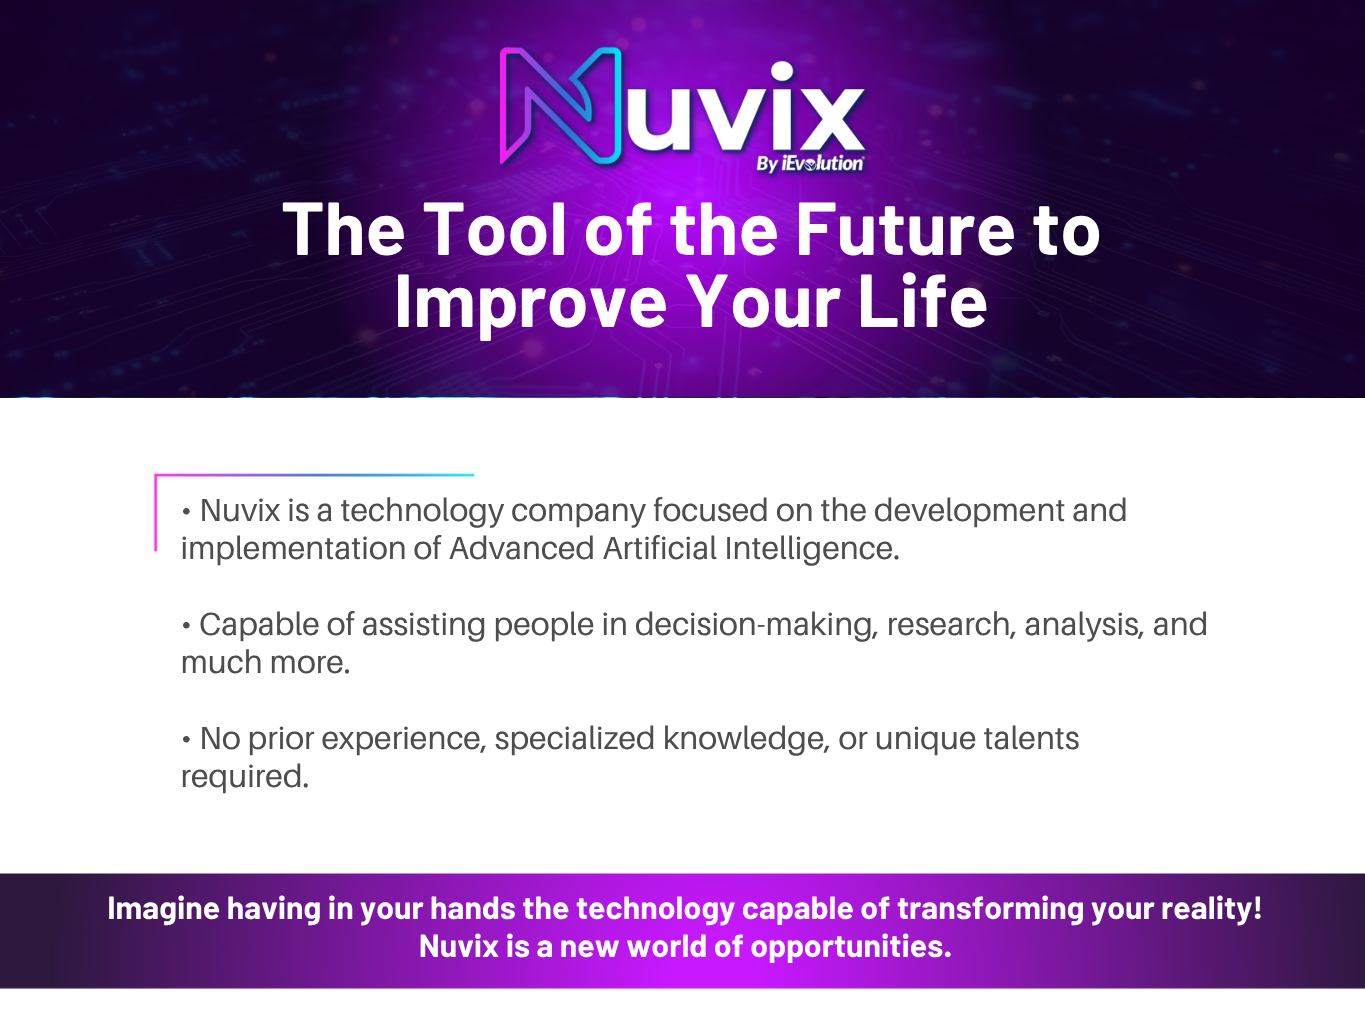 Nuvix
By iEvolution®
The Tool of the Future to
Improve Your Life
• Nuvix is a technology company focused on the development and
implementation of Advanced Artificial Intelligence.
• Capable of assisting people in decision-making, research, analysis, and
much more.
• No prior experience, specialized knowledge, or unique talents
required.
Imagine having in your hands the technology capable of transforming your reality!
Nuvix is a new world of opportunities.